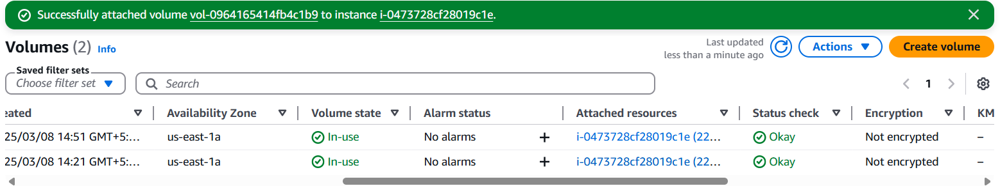 Successfully attached volume vol-0964165414fb4c1b9 to instance i-0473728cf28019c1e.
Volumes (2) Info
Last updated
less than a minute ago
Actions
Create volume
Saved filter sets
Choose filter set
Search
1
eated Availability Zone Volume state Alarm status Attached resources Status check Encryption KM
25/03/08 14:51 GMT+5:... us-east-1a In-use No alarms + i-0473728cf28019c1e (22... Okay Not encrypted –
25/03/08 14:21 GMT+5:... us-east-1a In-use No alarms + i-0473728cf28019c1e (22... Okay Not encrypted –